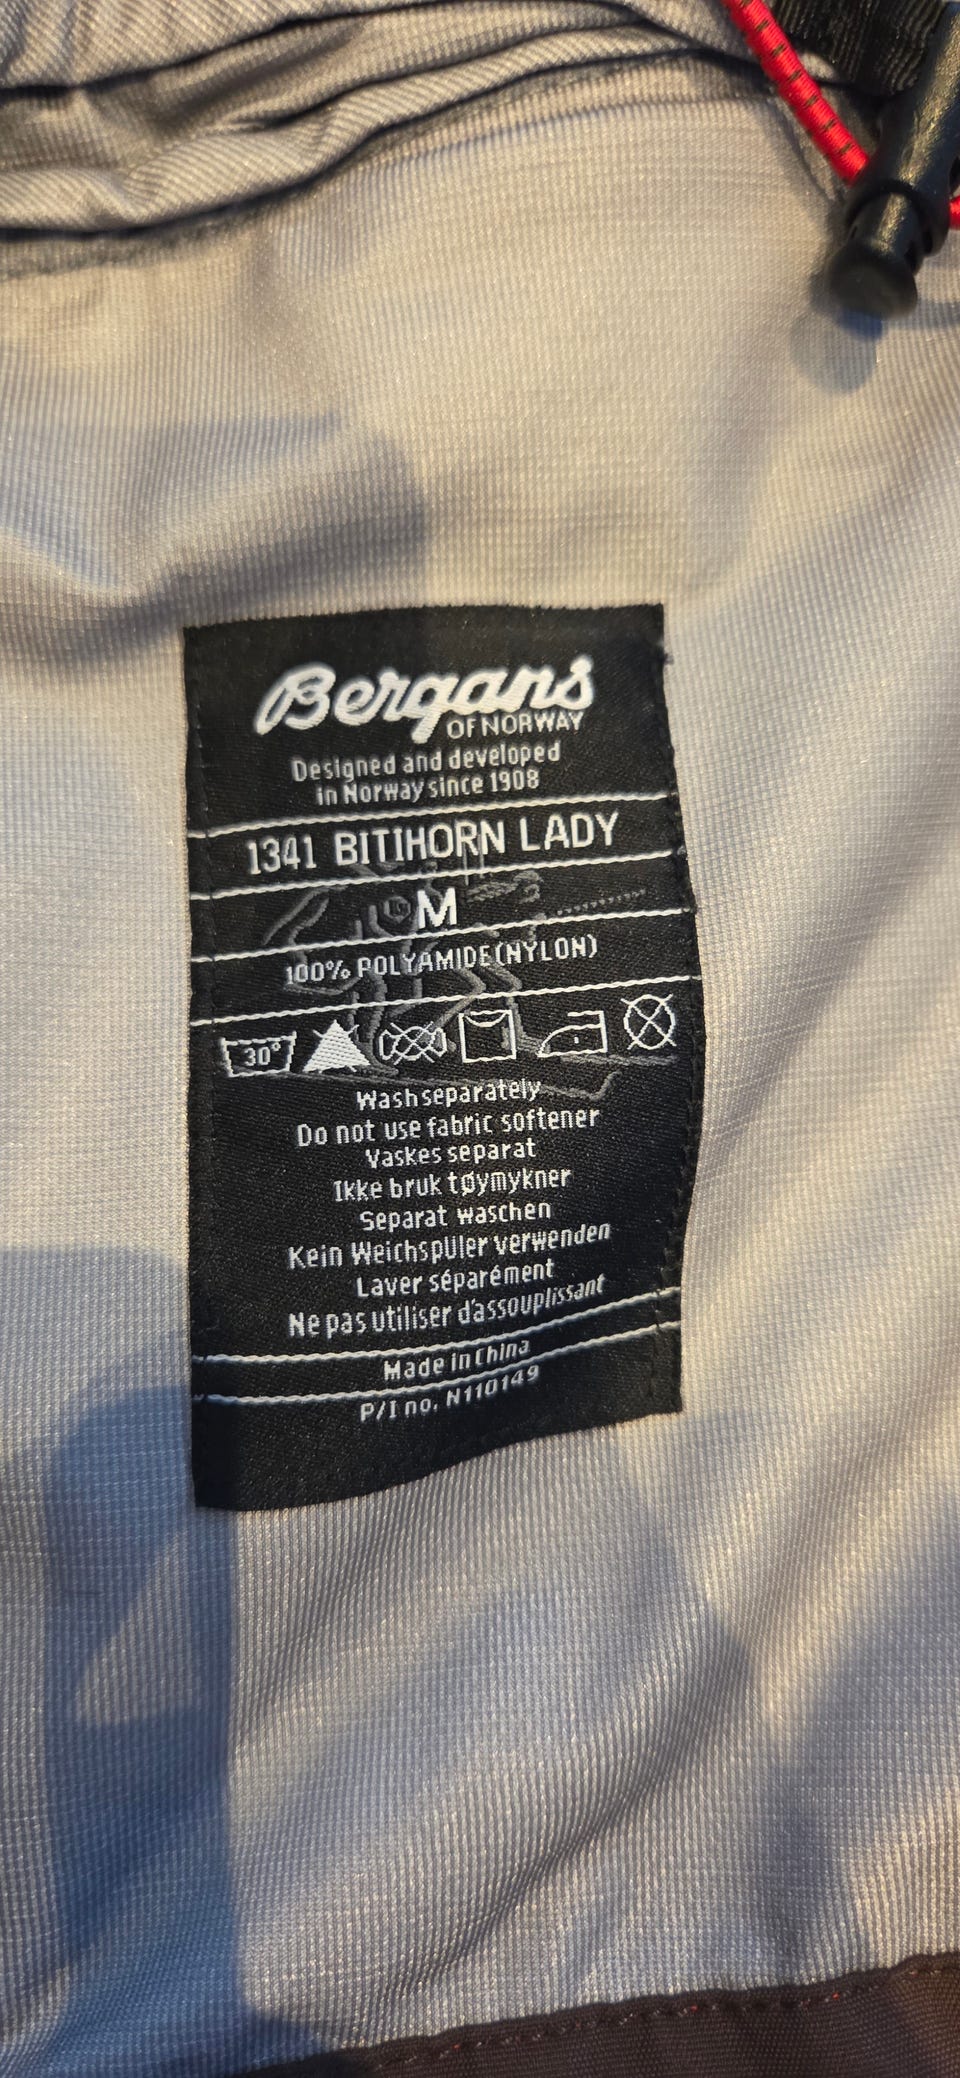 Bergans
OF NORWAY
Designed and developed
in Norway since 1908
1341 BITIHORN LADY
M
100% POLYAMIDE(NYLON)
30°
Wash separately
Do not use fabric softener
Vaskes separat
Ikke bruk tøymykner
Separat waschen
Kein Weichspüler verwenden
Laver séparément
Ne pas utiliser d'assouplissant
Made in China
P/I no. N110149